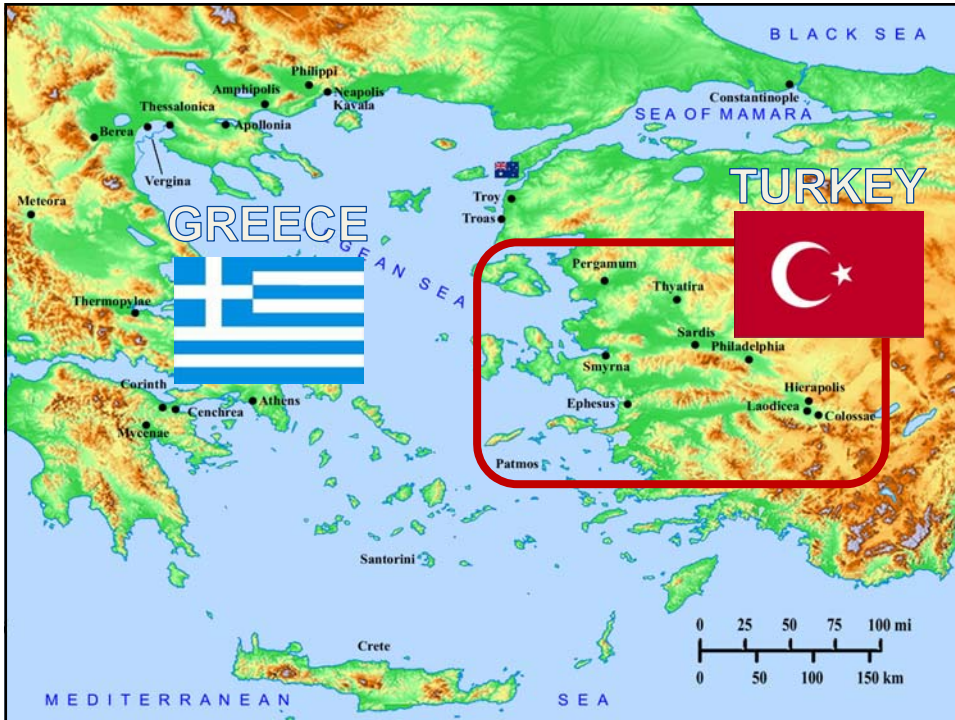 BLACK SEA
Philippi
Amphipolis
Neapolis
Kavala
Constantinople
Thessalonica
SEA OF MAMARA
Berea
Apollonia
Vergina
TURKEY
Meteora
Troy
GREECE
Troas
EGEAN SEA
Pergamum
Thyatira
Thermopylae
Sardis
Philadelphia
Smyrna
Corinth
Hierapolis
Athens
Ephesus
Laodicea
Cenchrea
Colossae
Mycenae
Patmos
Santorini
0 25 50 75 100 mi
Crete
0 50 100 150 km
MEDITERRANEAN SEA